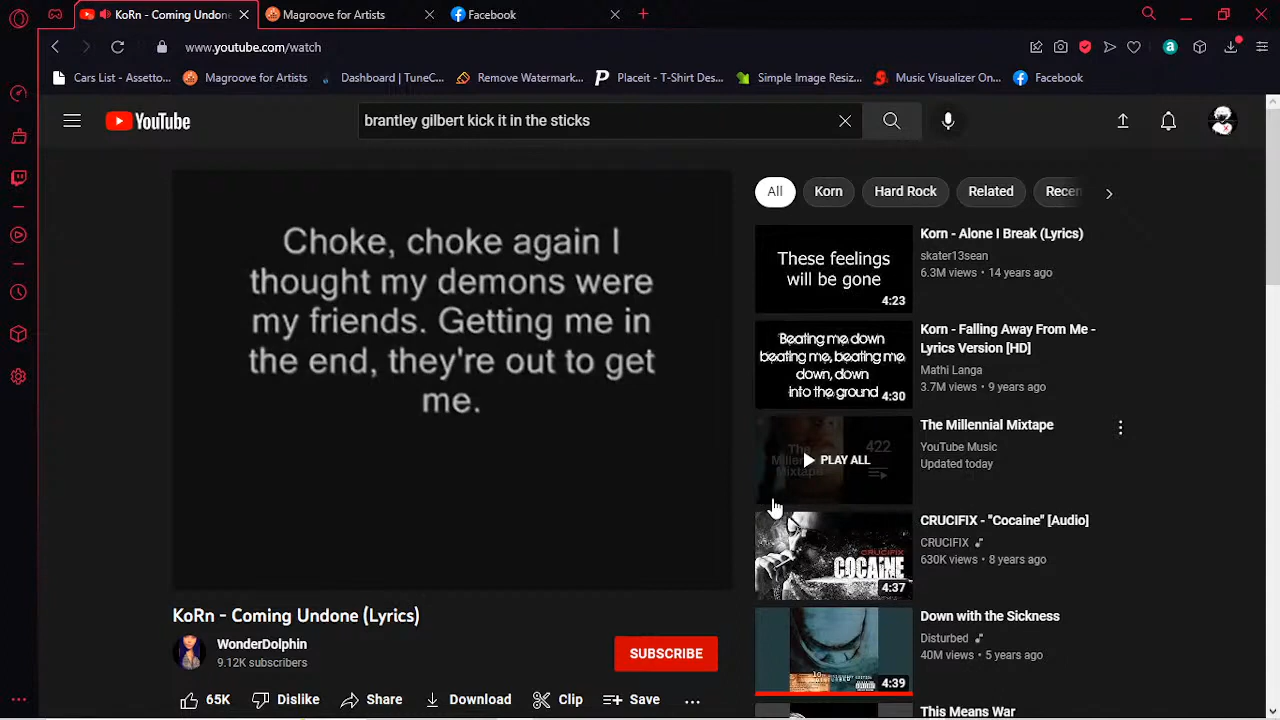 KoRn - Coming Undone
Magroove for Artists
Facebook
www.youtube.com/watch
Cars List - Assetto...
Magroove for Artists
Dashboard | TuneC...
Remove Watermark...
Placeit - T-Shirt Des...
Simple Image Resiz...
Music Visualizer On...
Facebook
YouTube
brantley gilbert kick it in the sticks
Choke, choke again I
thought my demons were
my friends. Getting me in
the end, they're out to get
me.
KoRn - Coming Undone (Lyrics)
WonderDolphin
9.12K subscribers
SUBSCRIBE
65K
Dislike
Share
Download
Clip
Save
All
Korn
Hard Rock
Related
Recen
These feelings
will be gone
4:23
Korn - Alone I Break (Lyrics)
skater13sean
6.3M views • 14 years ago
Beating me down
beating me, beating me
down, down
into the ground
4:30
Korn - Falling Away From Me -
Lyrics Version [HD]
Mathi Langa
3.7M views • 9 years ago
The
Millennial
Mixtape
422
PLAY ALL
The Millennial Mixtape
YouTube Music
Updated today
CRUCIFIX
COCAINE
4:37
CRUCIFIX - "Cocaine" [Audio]
CRUCIFIX
630K views • 8 years ago
DISTURBED
4:39
Down with the Sickness
Disturbed
40M views • 5 years ago
This Means War